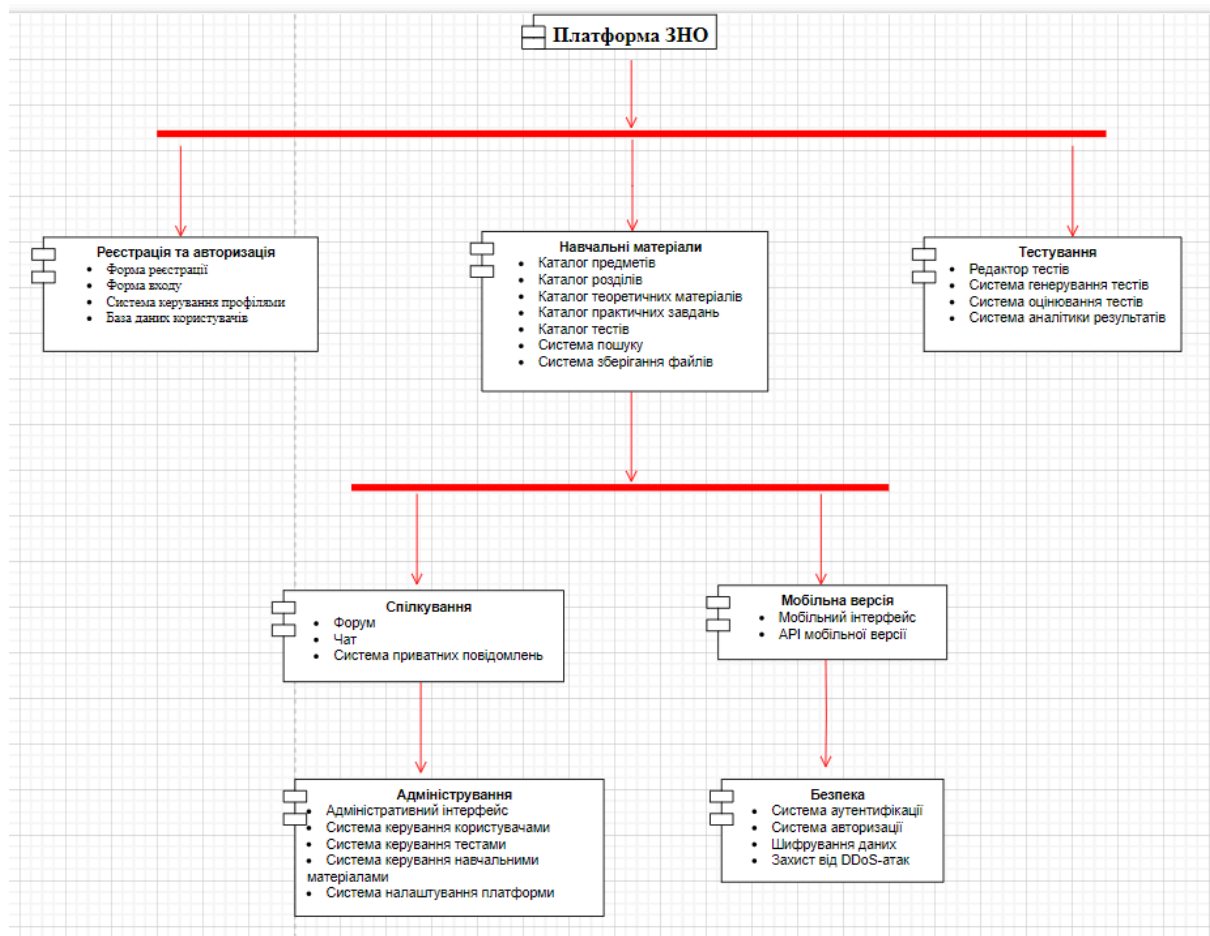 Платформа ЗНО
Реєстрація та авторизація
• Форма реєстрації
• Форма входу
• Система керування профілями
• База даних користувачів
Навчальні матеріали
• Каталог предметів
• Каталог розділів
• Каталог теоретичних матеріалів
• Каталог практичних завдань
• Каталог тестів
• Система пошуку
• Система зберігання файлів
Тестування
• Редактор тестів
• Система генерування тестів
• Система оцінювання тестів
• Система аналітики результатів
Спілкування
• Форум
• Чат
• Система приватних повідомлень
Мобільна версія
• Мобільний інтерфейс
• API мобільної версії
Адміністрування
• Адміністративний інтерфейс
• Система керування користувачами
• Система керування тестами
• Система керування навчальними
матеріалами
• Система налаштування платформи
Безпека
• Система аутентифікації
• Система авторизації
• Шифрування даних
• Захист від DDoS-атак